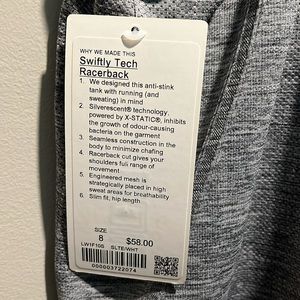 WHY WE MADE THIS
Swiftly Tech
Racerback
1. We designed this anti-stink
tank with running (and
sweating) in mind
2. Silverescent® technology,
powered by X-STATIC®, inhibits
the growth of odour-causing
bacteria on the garment
3. Seamless construction in the
body to minimize chafing
4. Racerback cut gives your
shoulders full range of
movement
5. Engineered mesh is
strategically placed in high
sweat areas for breathability
6. Slim fit, hip length
SIZE
8 $58.00
LW1F10S SLTE/WHT
000003722074